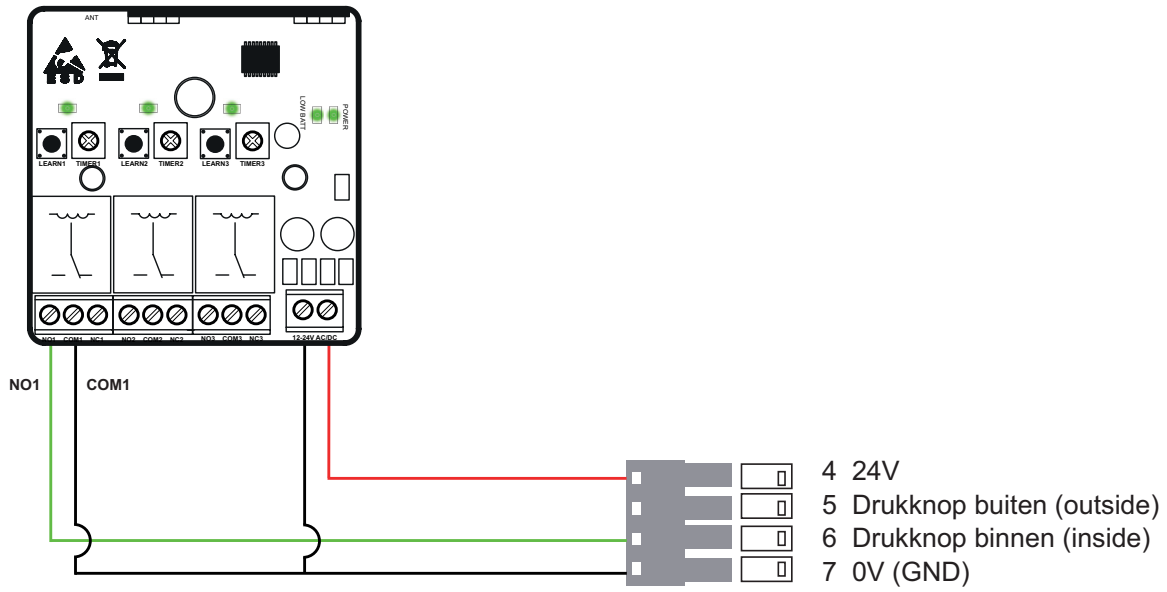 ANT
ESD
LOW BATT
POWER
LEARN1 TIMER1 LEARN2 TIMER2 LEARN3 TIMER3
NO1 COM1 NC1 NO2 COM2 NC2 NO3 COM3 NC3 12-24V AC/DC
NO1 COM1
4 24V
5 Drukknop buiten (outside)
6 Drukknop binnen (inside)
7 0V (GND)